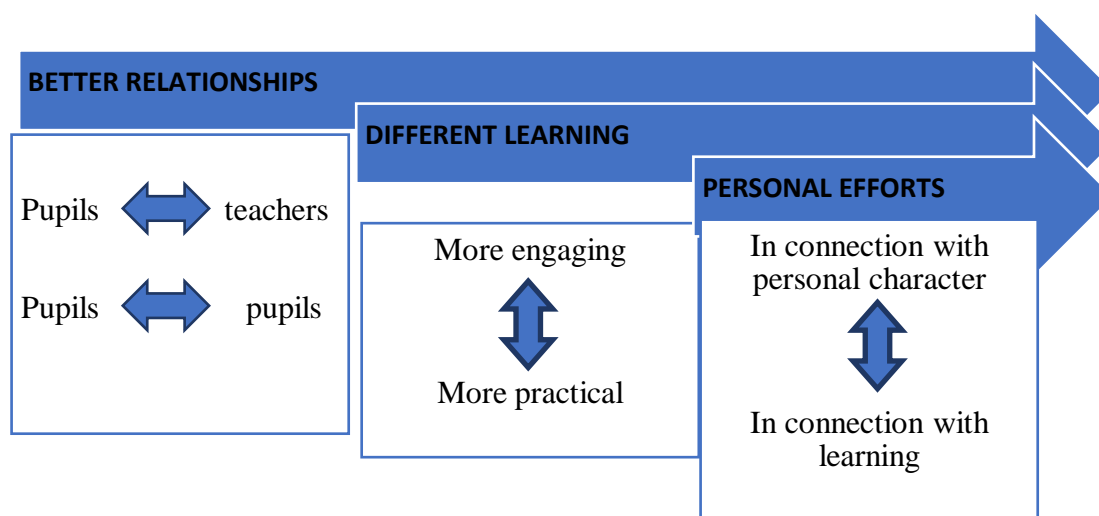 BETTER RELATIONSHIPS
Pupils teachers
Pupils pupils
DIFFERENT LEARNING
More engaging
More practical
PERSONAL EFFORTS
In connection with
personal character
In connection with
learning